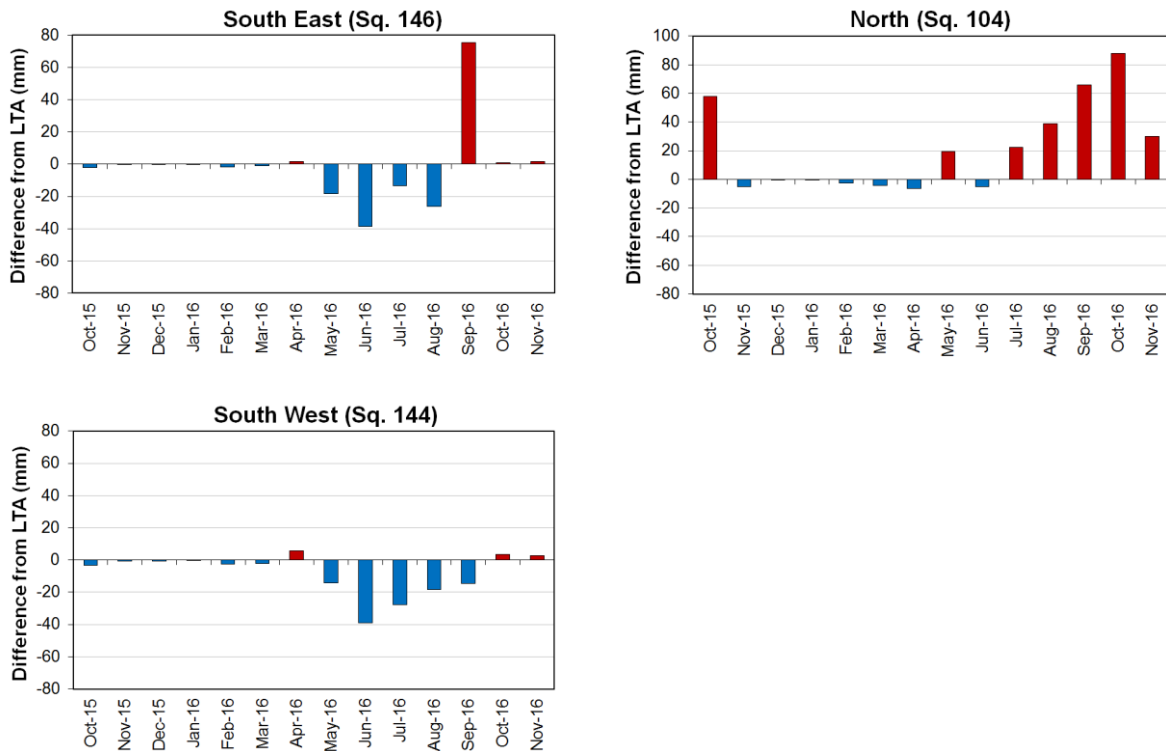 South East (Sq. 146)
Difference from LTA (mm)
80
60
40
20
0
-20
-40
-60
-80
Oct-15
Nov-15
Dec-15
Jan-16
Feb-16
Mar-16
Apr-16
May-16
Jun-16
Jul-16
Aug-16
Sep-16
Oct-16
Nov-16
North (Sq. 104)
Difference from LTA (mm)
100
80
60
40
20
0
-20
-40
-60
-80
Oct-15
Nov-15
Dec-15
Jan-16
Feb-16
Mar-16
Apr-16
May-16
Jun-16
Jul-16
Aug-16
Sep-16
Oct-16
Nov-16
South West (Sq. 144)
Difference from LTA (mm)
80
60
40
20
0
-20
-40
-60
-80
Oct-15
Nov-15
Dec-15
Jan-16
Feb-16
Mar-16
Apr-16
May-16
Jun-16
Jul-16
Aug-16
Sep-16
Oct-16
Nov-16